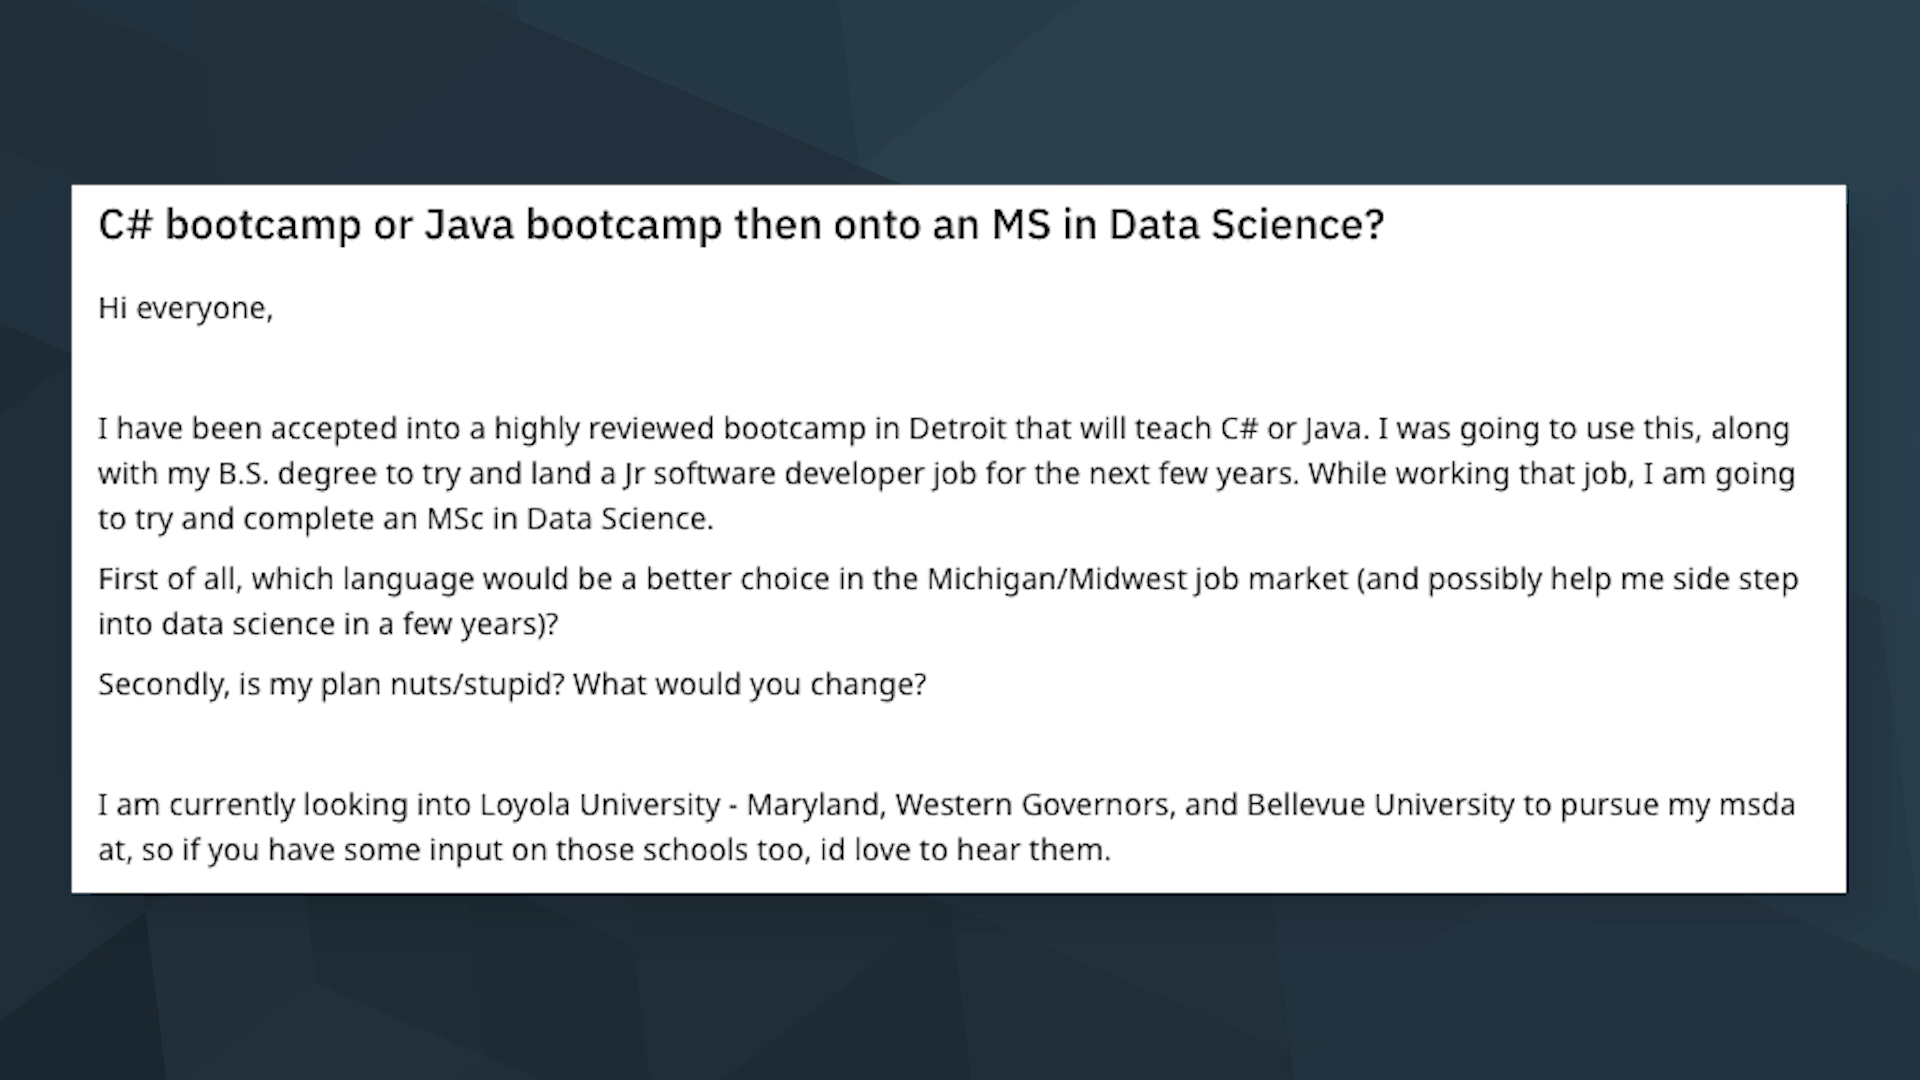 C# bootcamp or Java bootcamp then onto an MS in Data Science?
Hi everyone,
I have been accepted into a highly reviewed bootcamp in Detroit that will teach C# or Java. I was going to use this, along
with my B.S. degree to try and land a Jr software developer job for the next few years. While working that job, I am going
to try and complete an MSc in Data Science.
First of all, which language would be a better choice in the Michigan/Midwest job market (and possibly help me side step
into data science in a few years)?
Secondly, is my plan nuts/stupid? What would you change?
I am currently looking into Loyola University - Maryland, Western Governors, and Bellevue University to pursue my msda
at, so if you have some input on those schools too, id love to hear them.